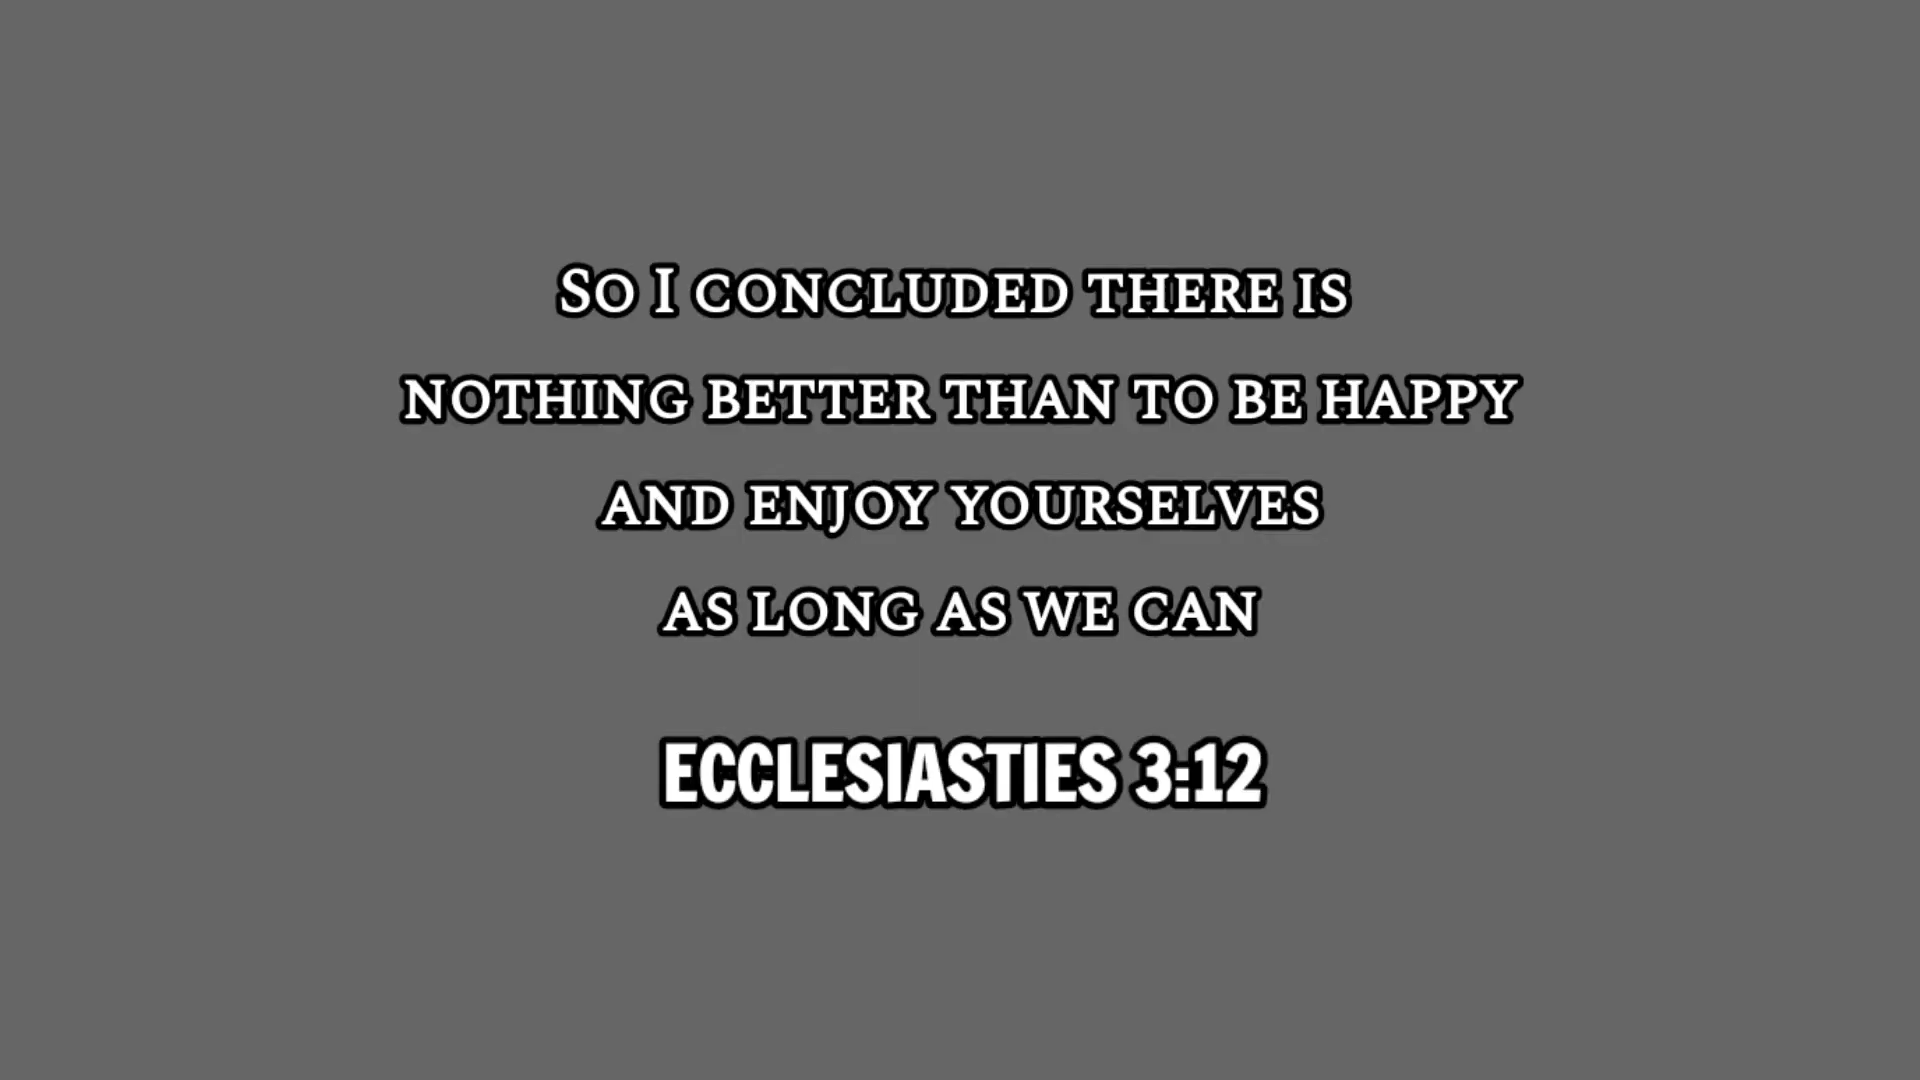 So I concluded there is
nothing better than to be happy
and enjoy yourselves
as long as we can
ECCLESIASTIES 3:12